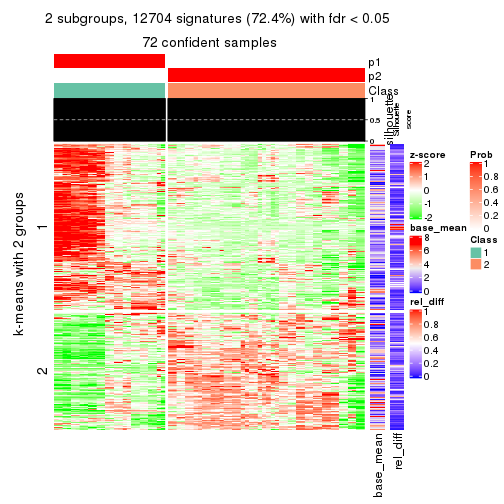 2 subgroups, 12704 signatures (72.4%) with fdr < 0.05
72 confident samples
p1
p2
Class
1
0.5
0
silhouette
Silhouette
score
k-means with 2 groups
1
2
base_mean
rel_diff
z-score
2
1
0
-1
-2
base_mean
8
6
4
2
0
rel_diff
1
0.8
0.6
0.4
0.2
0
Prob
1
0.8
0.6
0.4
0.2
0
Class
1
2